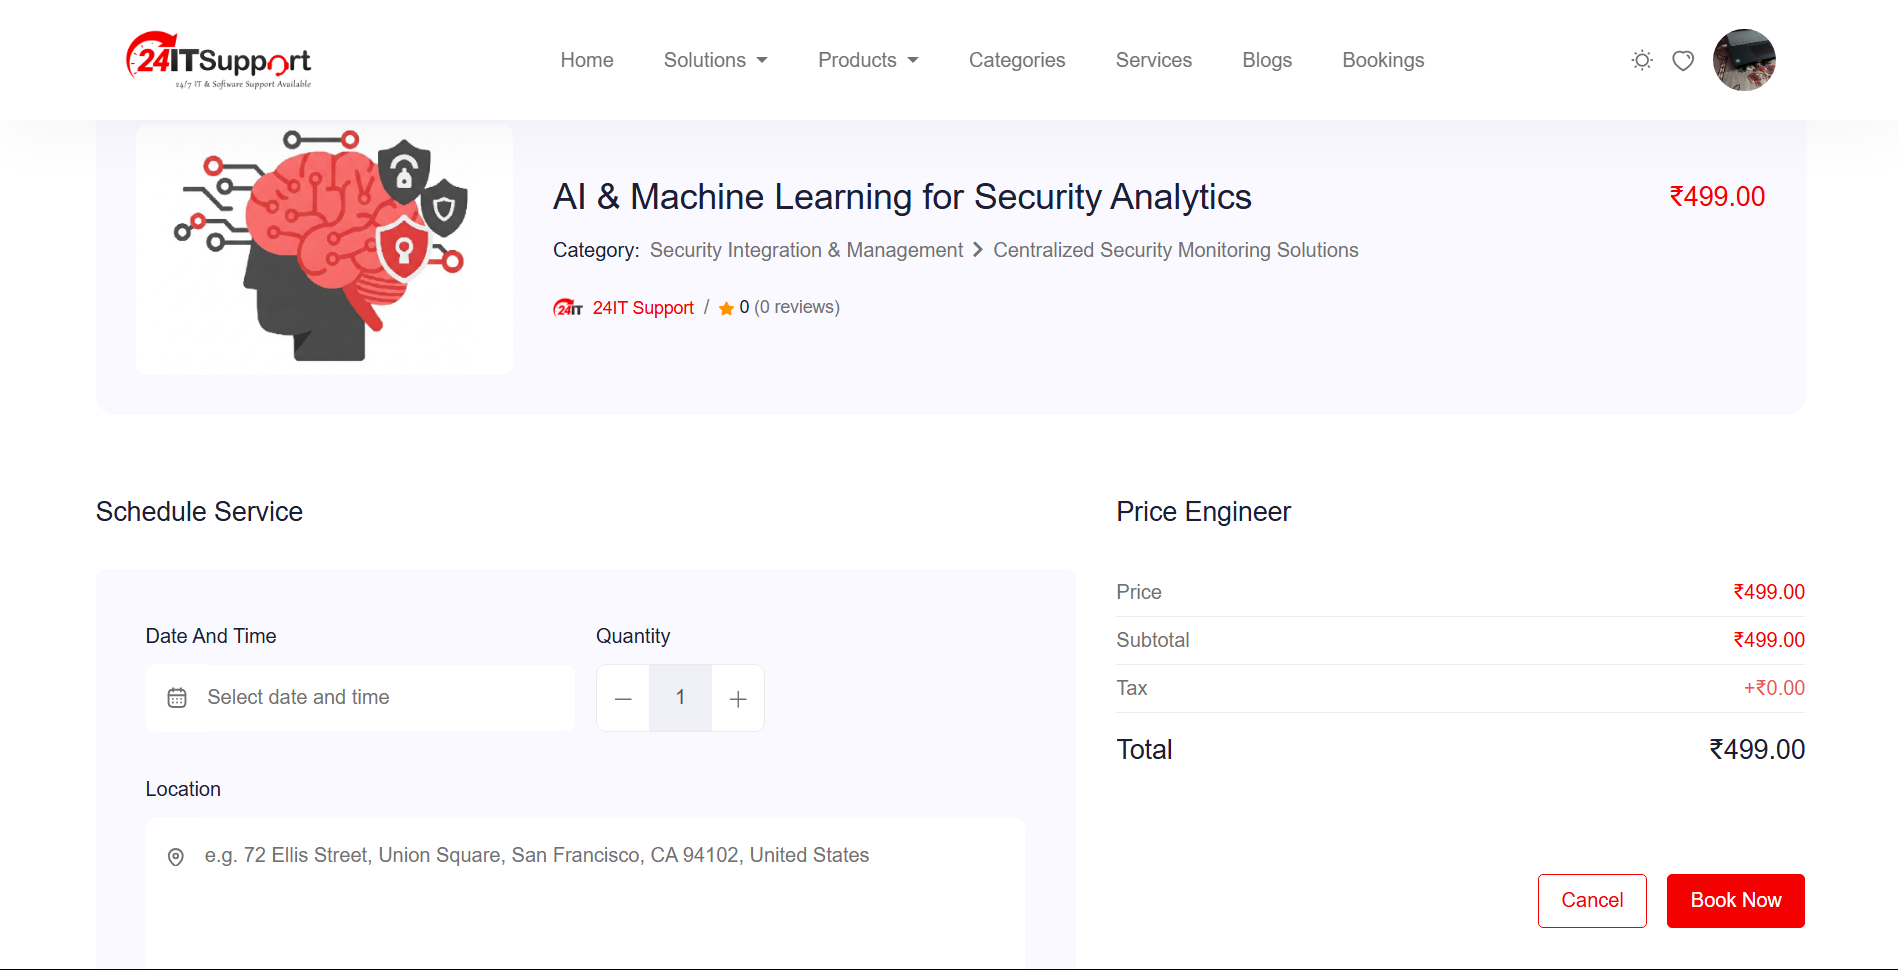 24ITSupport
24/7 IT & Software Support Available
Home
Solutions
Products
Categories
Services
Blogs
Bookings
AI & Machine Learning for Security Analytics
₹499.00
Category: Security Integration & Management > Centralized Security Monitoring Solutions
24IT 24IT Support / 0 (0 reviews)
Schedule Service
Date And Time
Select date and time
Quantity
1
Location
e.g. 72 Ellis Street, Union Square, San Francisco, CA 94102, United States
Price Engineer
Price ₹499.00
Subtotal ₹499.00
Tax +₹0.00
Total ₹499.00
Cancel
Book Now